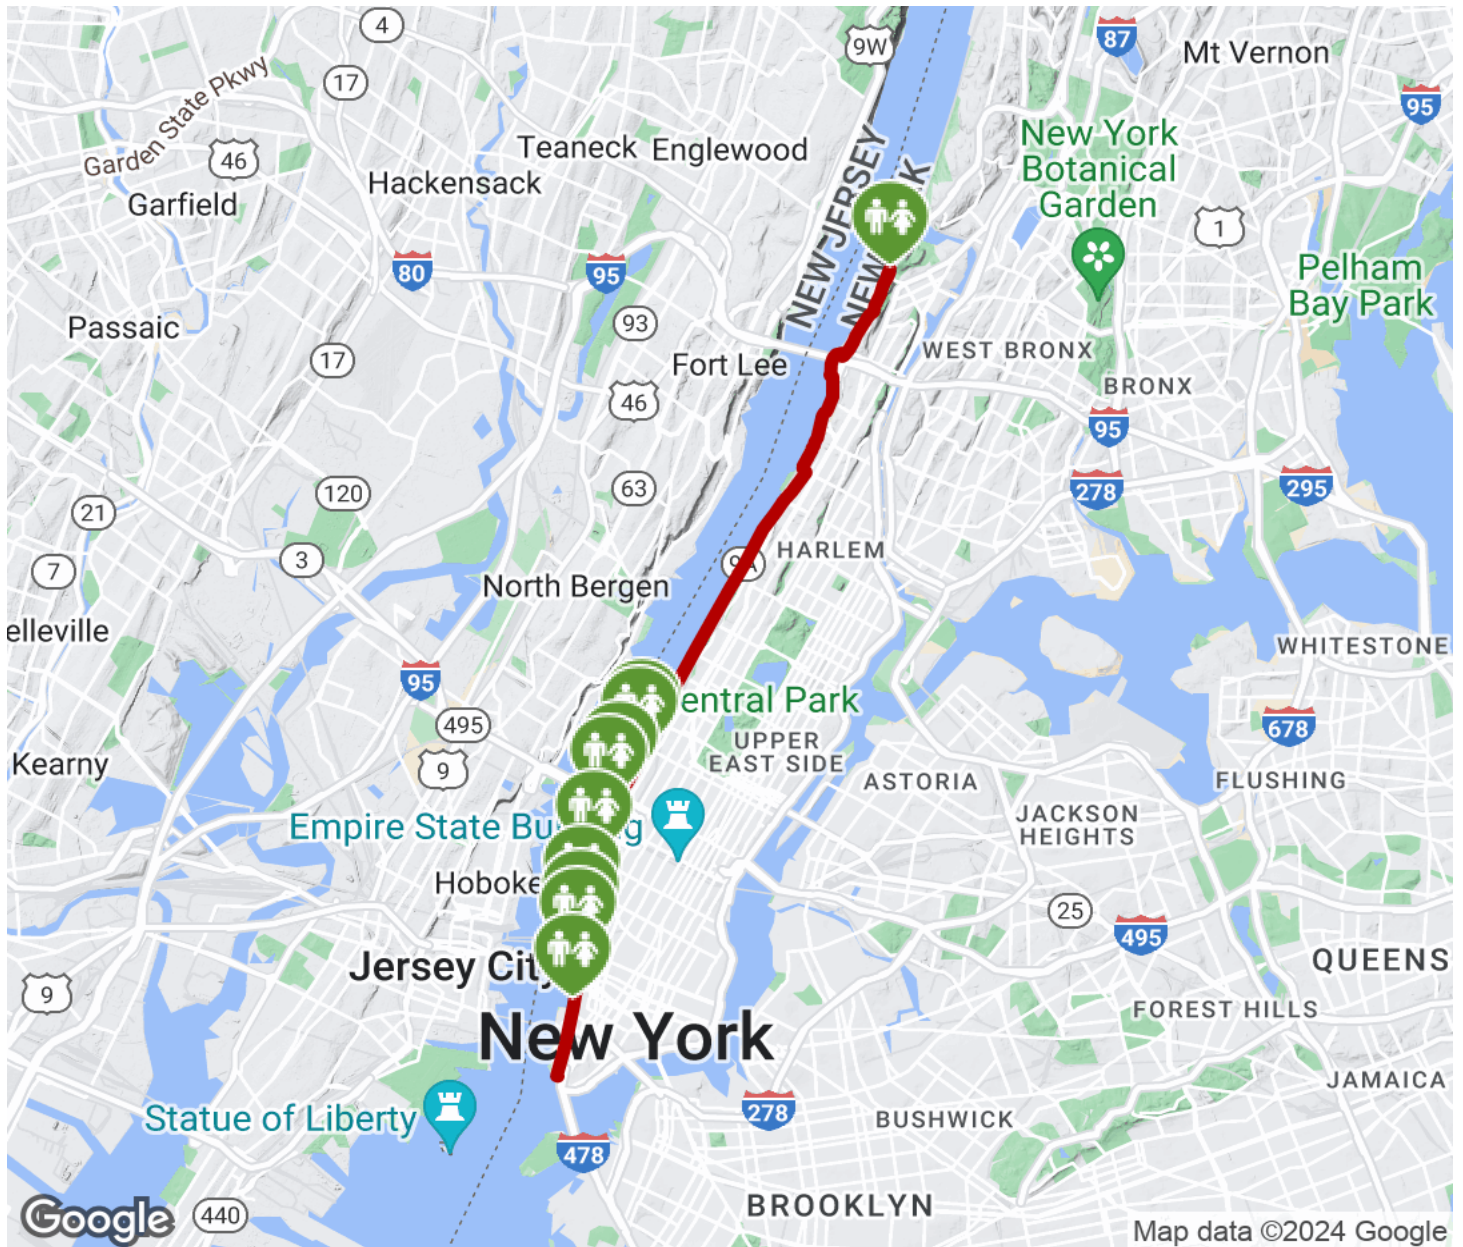 4
9W
87
Mt Vernon
17
95
Garden State Pkwy
46
Teaneck
Englewood
New York
Botanical
Garden
NEW JERSEY
Hackensack
Garfield
1
80
95
Pelham
Bay Park
Passaic
93
17
Fort Lee
WEST BRONX
BRONX
46
95
63
278
295
120
21
3
7
HARLEM
North Bergen
elleville
WHITESTONE
95
495
entral Park
678
UPPER
EAST SIDE
Kearny
9
ASTORIA
FLUSHING
JACKSON
HEIGHTS
Empire State Bu
g
Hoboke
25
495
Jersey Cit
QUEENS
9
FOREST HILLS
New York
JAMAICA
Statue of Liberty
278
BUSHWICK
478
BROOKLYN
Google
440
Map data ©2024 Google